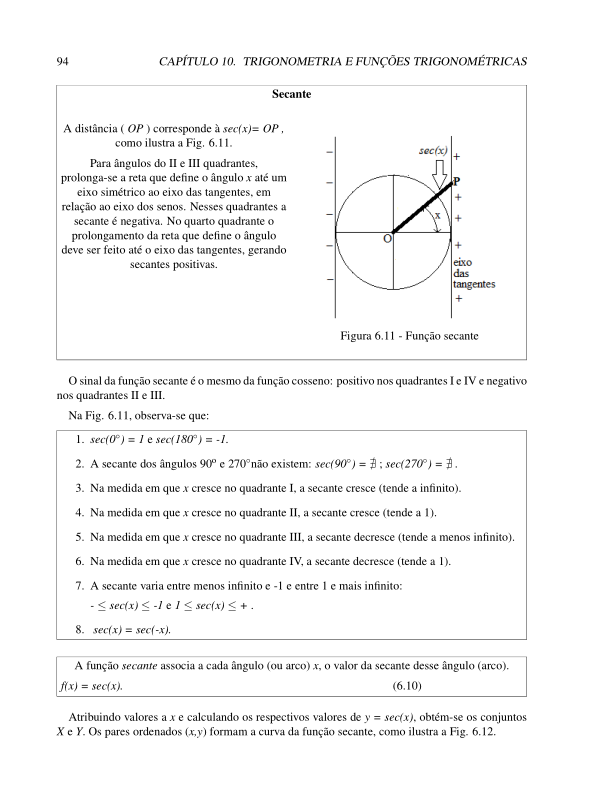 94 CAPÍTULO 10. TRIGONOMETRIA E FUNÇÕES TRIGONOMÉTRICAS
Secante
A distância ( OP ) corresponde à sec(x)= OP ,
como ilustra a Fig. 6.11.
Para ângulos do II e III quadrantes,
prolonga-se a reta que define o ângulo x até um
eixo simétrico ao eixo das tangentes, em
relação ao eixo dos senos. Nesses quadrantes a
secante é negativa. No quarto quadrante o
prolongamento da reta que define o ângulo
deve ser feito até o eixo das tangentes, gerando
secantes positivas.
sec(x)
P
x
O
eixo
das
tangentes
Figura 6.11 - Função secante
O sinal da função secante é o mesmo da função cosseno: positivo nos quadrantes I e IV e negativo
nos quadrantes II e III.
Na Fig. 6.11, observa-se que:
1. sec(0°) = 1 e sec(180°) = -1.
2. A secante dos ângulos 90º e 270°não existem: sec(90°) = ∄ ; sec(270°) = ∄ .
3. Na medida em que x cresce no quadrante I, a secante cresce (tende a infinito).
4. Na medida em que x cresce no quadrante II, a secante cresce (tende a 1).
5. Na medida em que x cresce no quadrante III, a secante decresce (tende a menos infinito).
6. Na medida em que x cresce no quadrante IV, a secante decresce (tende a 1).
7. A secante varia entre menos infinito e -1 e entre 1 e mais infinito:
- ≤ sec(x) ≤ -1 e 1 ≤ sec(x) ≤ + .
8. sec(x) = sec(-x).
A função secante associa a cada ângulo (ou arco) x, o valor da secante desse ângulo (arco).
f(x) = sec(x). (6.10)
Atribuindo valores a x e calculando os respectivos valores de y = sec(x), obtém-se os conjuntos
X e Y. Os pares ordenados (x,y) formam a curva da função secante, como ilustra a Fig. 6.12.